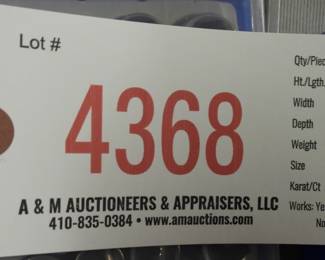 Lot #
4368
A & M AUCTIONEERS & APPRAISERS, LLC
410-835-0384 • www.amauctions.com
Qty/Piec
Ht./Lgth.
Width
Depth
Weight
Size
Karat/Ct
Works: Ye
No